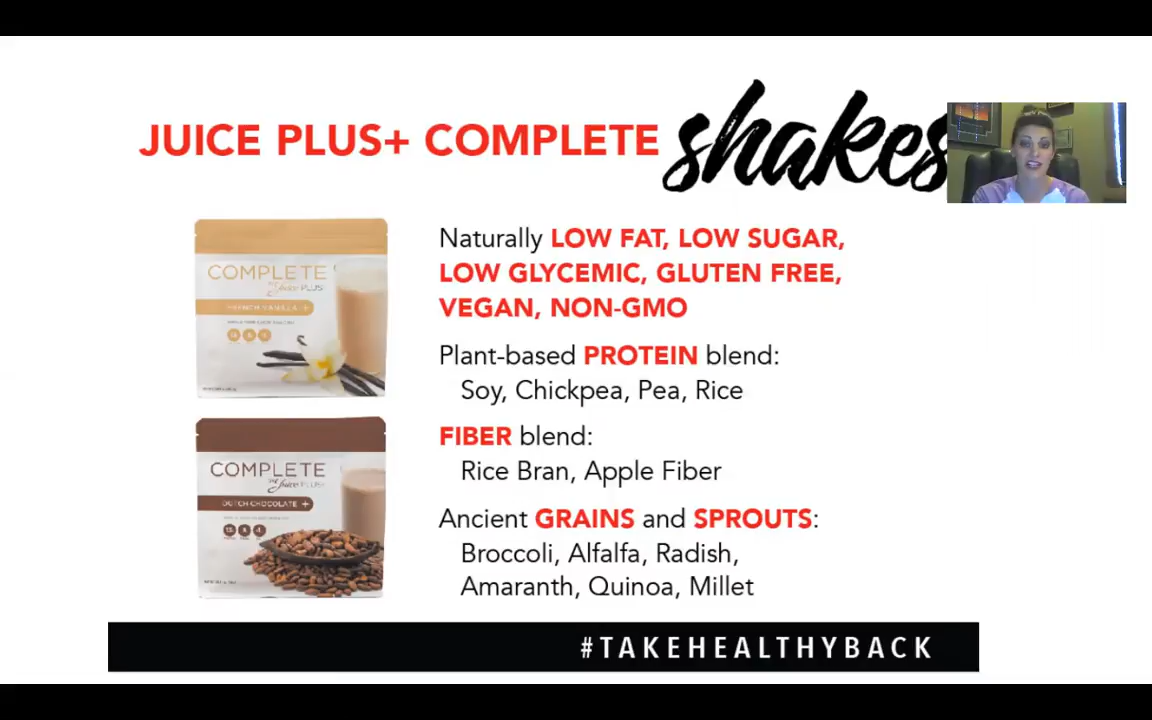 JUICE PLUS+ COMPLETE shakes
Naturally LOW FAT, LOW SUGAR,
LOW GLYCEMIC, GLUTEN FREE,
VEGAN, NON-GMO
Plant-based PROTEIN blend:
Soy, Chickpea, Pea, Rice
FIBER blend:
Rice Bran, Apple Fiber
Ancient GRAINS and SPROUTS:
Broccoli, Alfalfa, Radish,
Amaranth, Quinoa, Millet
COMPLETE
BY Juice PLUS+
FRENCH VANILLA +
COMPLETE
BY Juice PLUS+
DUTCH CHOCOLATE +
#TAKEHEALTHYBACK